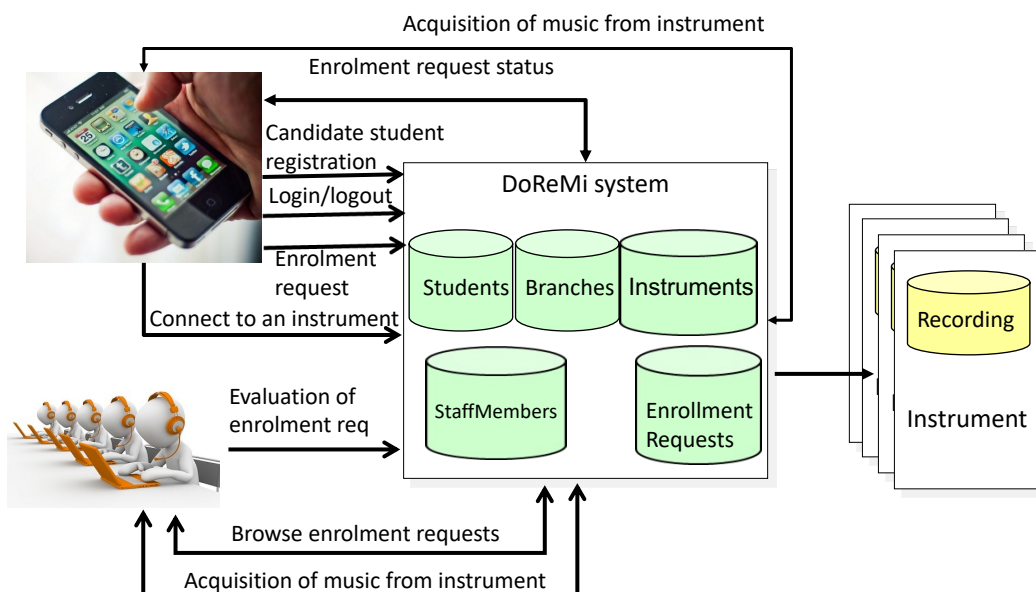 Acquisition of music from instrument
Enrolment request status
Candidate student
registration
Login/logout
Enrolment
request
Connect to an instrument
DoReMi system
Students
Branches
Instruments
StaffMembers
Enrollment
Requests
Recording
Instrument
Evaluation of
enrolment req
Browse enrolment requests
Acquisition of music from instrument